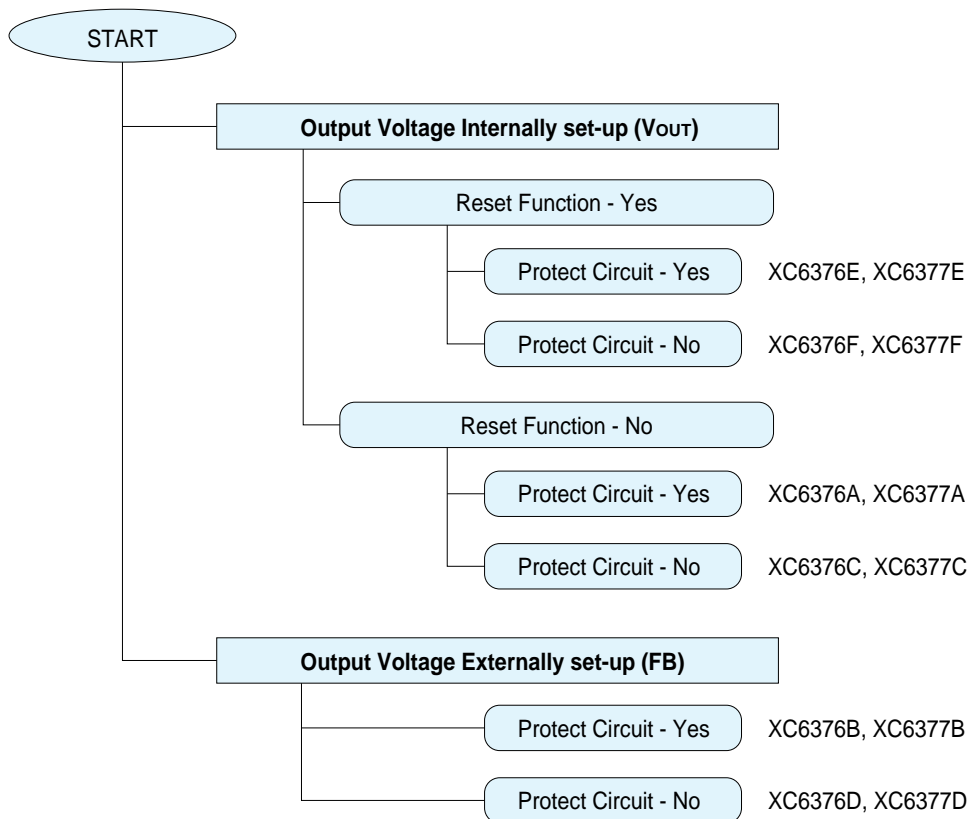 START
Output Voltage Internally set-up (VOUT)
Reset Function - Yes
Protect Circuit - Yes XC6376E, XC6377E
Protect Circuit - No XC6376F, XC6377F
Reset Function - No
Protect Circuit - Yes XC6376A, XC6377A
Protect Circuit - No XC6376C, XC6377C
Output Voltage Externally set-up (FB)
Protect Circuit - Yes XC6376B, XC6377B
Protect Circuit - No XC6376D, XC6377D